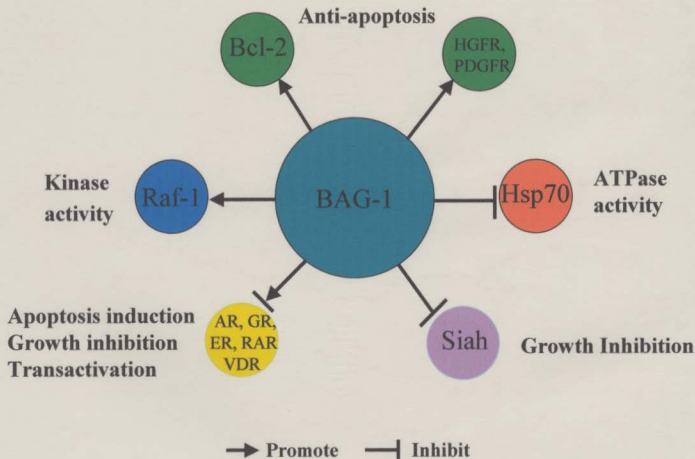 Anti-apoptosis
Bcl-2
HGFR,
PDGFR
Kinase
activity
Raf-1
BAG-1
Hsp70
ATPase
activity
Apoptosis induction
Growth inhibition
Transactivation
AR, GR,
ER, RAR
VDR
Siah
Growth Inhibition
Promote
Inhibit